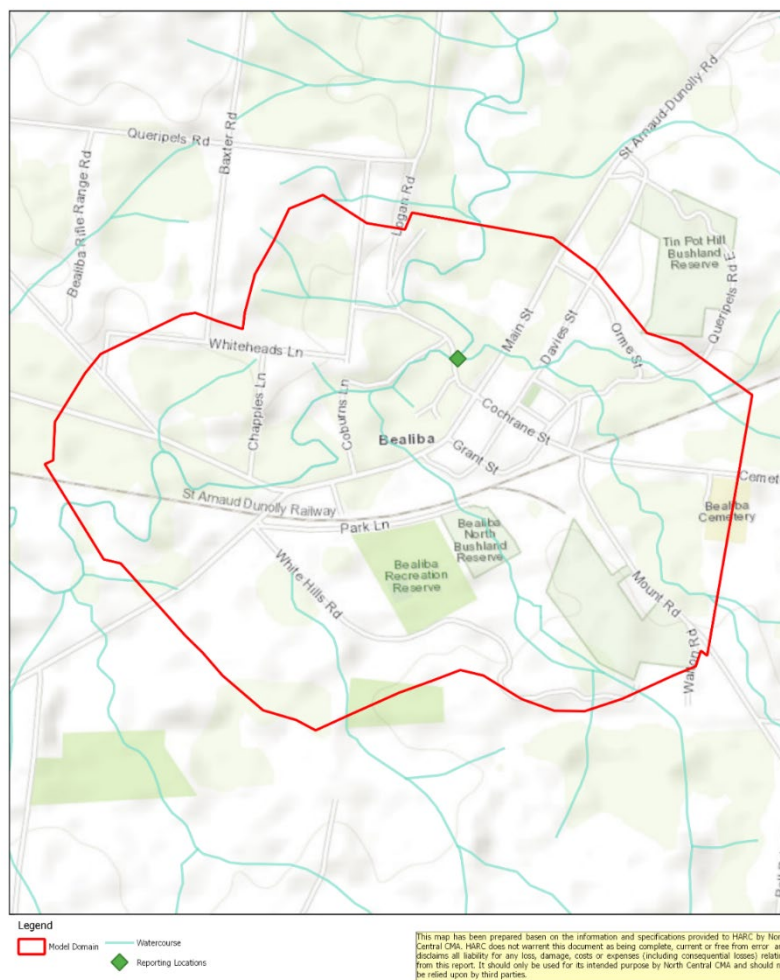 St Arnaud-Dunolly Rd
Queripels Rd
Baxter Rd
Bealiba Rifle Range Rd
Logan Rd
Tin Pot Hill
Bushland
Reserve
Queripels Rd E
Main St
Davies St
Orme St
Whiteheads Ln
Chapples Ln
Coburns Ln
Bealiba
Cochrane St
Grant St
St Arnaud Dunolly Railway
Park Ln
Bealiba
North
Bushland
Reserve
Bealiba
Cemetery
Bealiba
Recreation
Reserve
White Hills Rd
Mount Rd
Legend
Model Domain
Watercourse
Reporting Locations
This map has been prepared basen on the information and specifications provided to HARC by
Central CMA. HARC does not warrent this document as being complete, current or free from error
disclaims all liability for any loss, damage, costs or expenses (including consequential losses)
from this report. It should only be used for its intended purpose by North Central CMA and should
be relied upon by third parties.